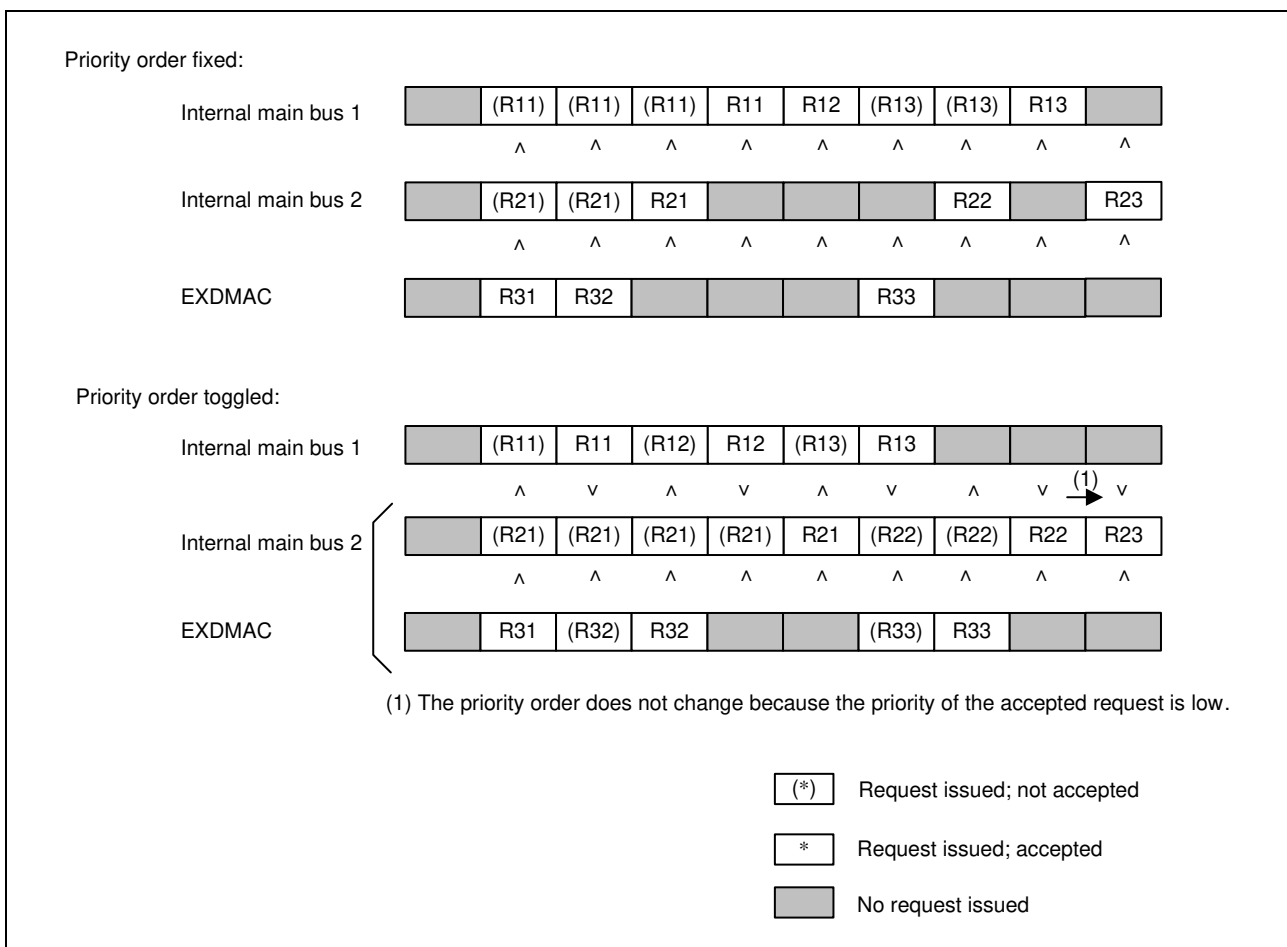 Priority order fixed:
Internal main bus 1 (R11) (R11) (R11) R11 R12 (R13) (R13) R13
^ ^ ^ ^ ^ ^ ^ ^ ^
Internal main bus 2 (R21) (R21) R21 R22 R23
^ ^ ^ ^ ^ ^ ^ ^ ^
EXDMAC R31 R32 R33
Priority order toggled:
Internal main bus 1 (R11) R11 (R12) R12 (R13) R13
^ v ^ v ^ v ^ v (1) v
Internal main bus 2 (R21) (R21) (R21) (R21) R21 (R22) (R22) R22 R23
^ ^ ^ ^ ^ ^ ^ ^ ^
EXDMAC R31 (R32) R32 (R33) R33
(1) The priority order does not change because the priority of the accepted request is low.
(*) Request issued; not accepted
* Request issued; accepted
No request issued